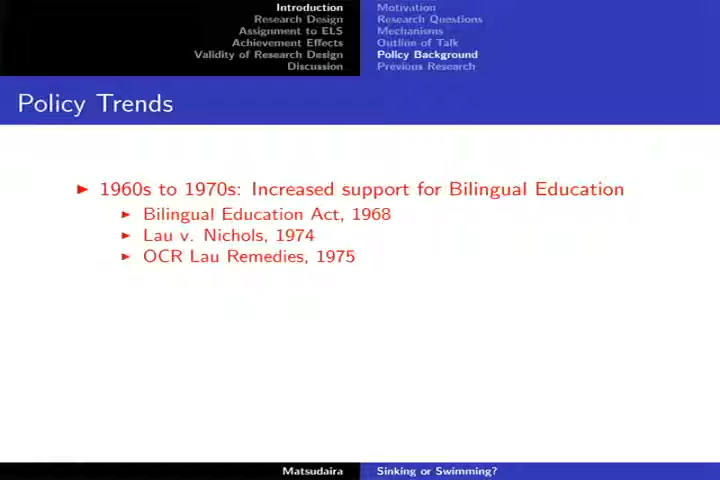 Introduction
Research Design
Assignment to ELS
Achievement Effects
Validity of Research Design
Discussion
Motivation
Research Questions
Mechanisms
Outline of Talk
Policy Background
Previous Research
Policy Trends
1960s to 1970s: Increased support for Bilingual Education
Bilingual Education Act, 1968
Lau v. Nichols, 1974
OCR Lau Remedies, 1975
Matsudaira
Sinking or Swimming?